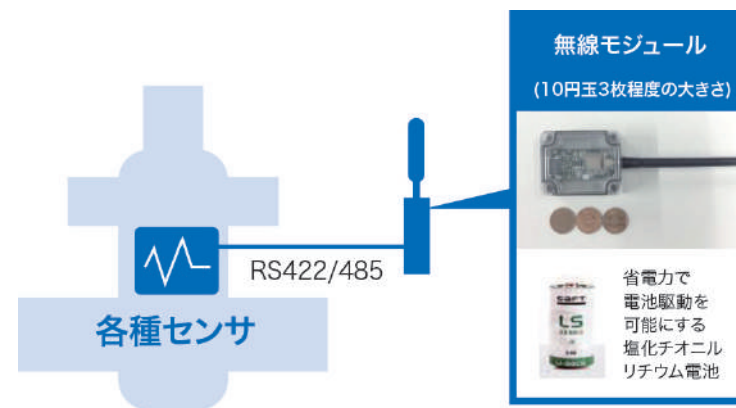 無線モジュール
(10円玉3枚程度の大きさ)
RS422/485
各種センサ
saft
LS
省電力で
電池駆動を
可能にする
塩化チオニル
リチウム電池